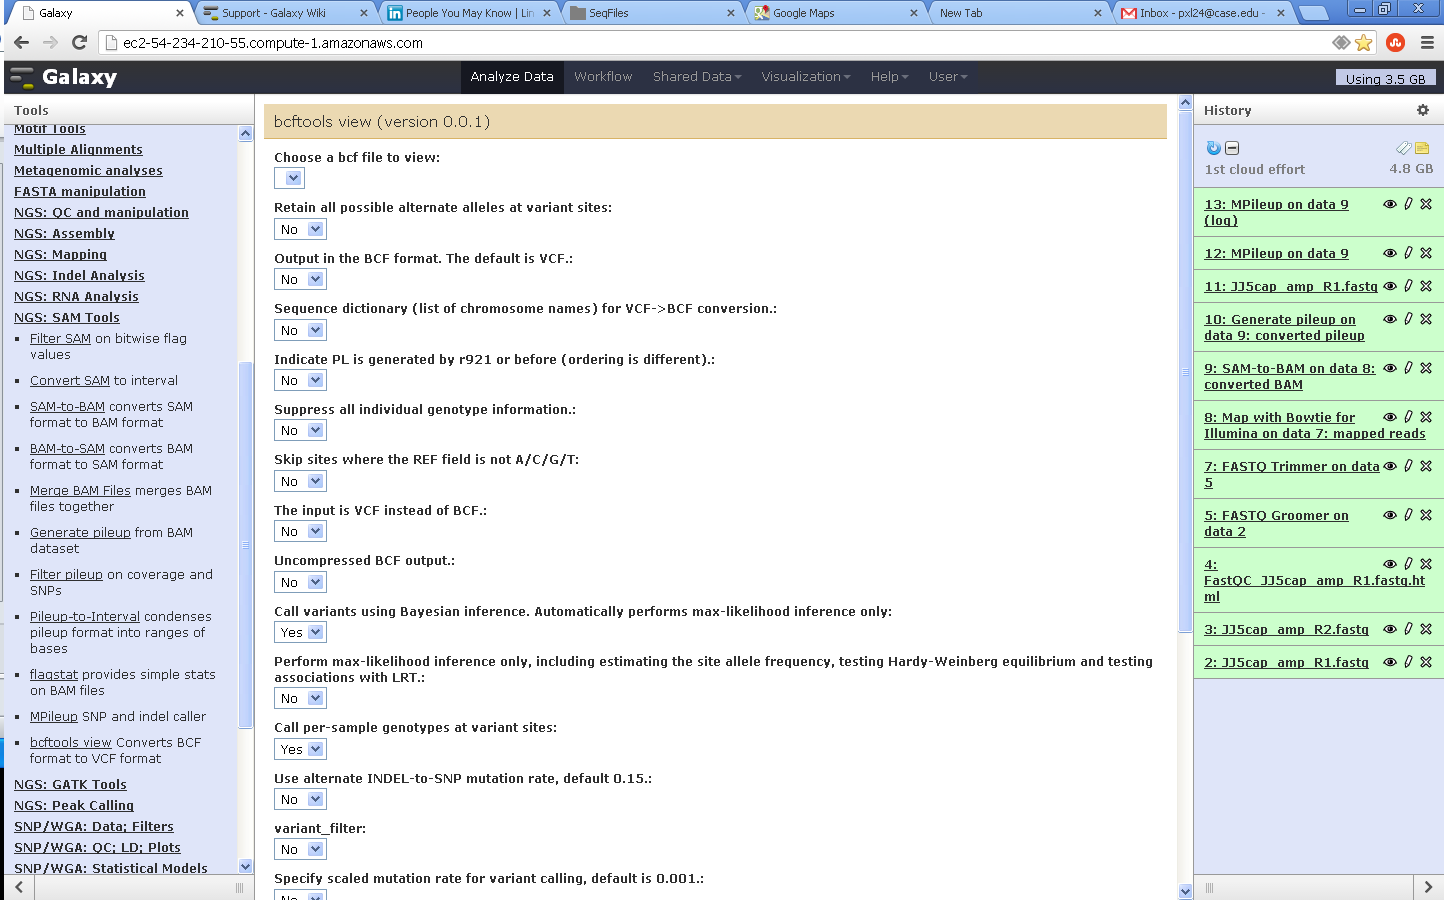 Galaxy
Support - Galaxy Wiki
People You May Know | Lin
SeqFiles
Google Maps
New Tab
Inbox - pxl24@case.edu -
ec2-54-234-210-55.compute-1.amazonaws.com
Galaxy
Analyze Data
Workflow
Shared Data
Visualization
Help
User
Using 3.5 GB
Tools
Motif Tools
Multiple Alignments
Metagenomic analyses
FASTA manipulation
NGS: QC and manipulation
NGS: Assembly
NGS: Mapping
NGS: Indel Analysis
NGS: RNA Analysis
NGS: SAM Tools
Filter SAM on bitwise flag
values
Convert SAM to interval
SAM-to-BAM converts SAM
format to BAM format
BAM-to-SAM converts BAM
format to SAM format
Merge BAM Files merges BAM
files together
Generate pileup from BAM
dataset
Filter pileup on coverage and
SNPs
Pileup-to-Interval condenses
pileup format into ranges of
bases
flagstat provides simple stats
on BAM files
MPileup SNP and indel caller
bcftools view Converts BCF
format to VCF format
NGS: GATK Tools
NGS: Peak Calling
SNP/WGA: Data; Filters
SNP/WGA: QC; LD; Plots
SNP/WGA: Statistical Models
bcftools view (version 0.0.1)
Choose a bcf file to view:
Retain all possible alternate alleles at variant sites:
No
Output in the BCF format. The default is VCF.:
No
Sequence dictionary (list of chromosome names) for VCF->BCF conversion.:
No
Indicate PL is generated by r921 or before (ordering is different).:
No
Suppress all individual genotype information.:
No
Skip sites where the REF field is not A/C/G/T:
No
The input is VCF instead of BCF.:
No
Uncompressed BCF output.:
No
Call variants using Bayesian inference. Automatically performs max-likelihood inference only:
Yes
Perform max-likelihood inference only, including estimating the site allele frequency, testing Hardy-Weinberg equilibrium and testing
associations with LRT.:
No
Call per-sample genotypes at variant sites:
Yes
Use alternate INDEL-to-SNP mutation rate, default 0.15.:
No
variant_filter:
No
Specify scaled mutation rate for variant calling, default is 0.001.:
No
History
1st cloud effort
4.8 GB
13: MPileup on data 9
(log)
12: MPileup on data 9
11: JJ5cap_amp_R1.fastq
10: Generate pileup on
data 9: converted pileup
9: SAM-to-BAM on data 8:
converted BAM
8: Map with Bowtie for
Illumina on data 7: mapped reads
7: FASTQ Trimmer on data
5
5: FASTQ Groomer on
data 2
4:
FastQC_JJ5cap_amp_R1.fastq.ht
ml
3: JJ5cap_amp_R2.fastq
2: JJ5cap_amp_R1.fastq